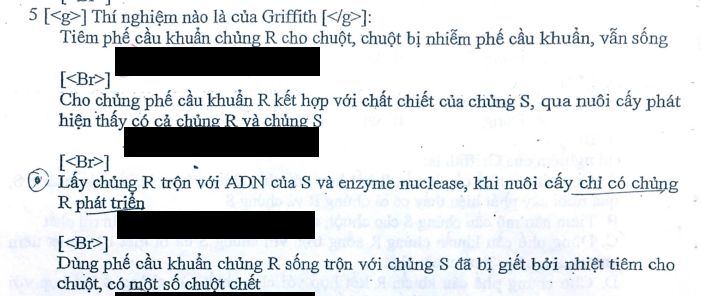 5 [<g>] Thí nghiệm nào là của Griffith [</g>]:
Tiêm phế cầu khuẩn chủng R cho chuột, chuột bị nhiễm phế cầu khuẩn, vẫn sống
[<Br>]
Cho chủng phế cầu khuẩn R kết hợp với chất chiết của chủng S, qua nuôi cấy phát
hiện thấy có cả chủng R và chủng S
[<Br>]
Lấy chủng R trộn với ADN của S và enzyme nuclease, khi nuôi cấy chỉ có chủng
R phát triển
[<Br>]
Dùng phế cầu khuẩn chủng R sống trộn với chủng S đã bị giết bởi nhiệt tiêm cho
chuột, có một số chuột chết